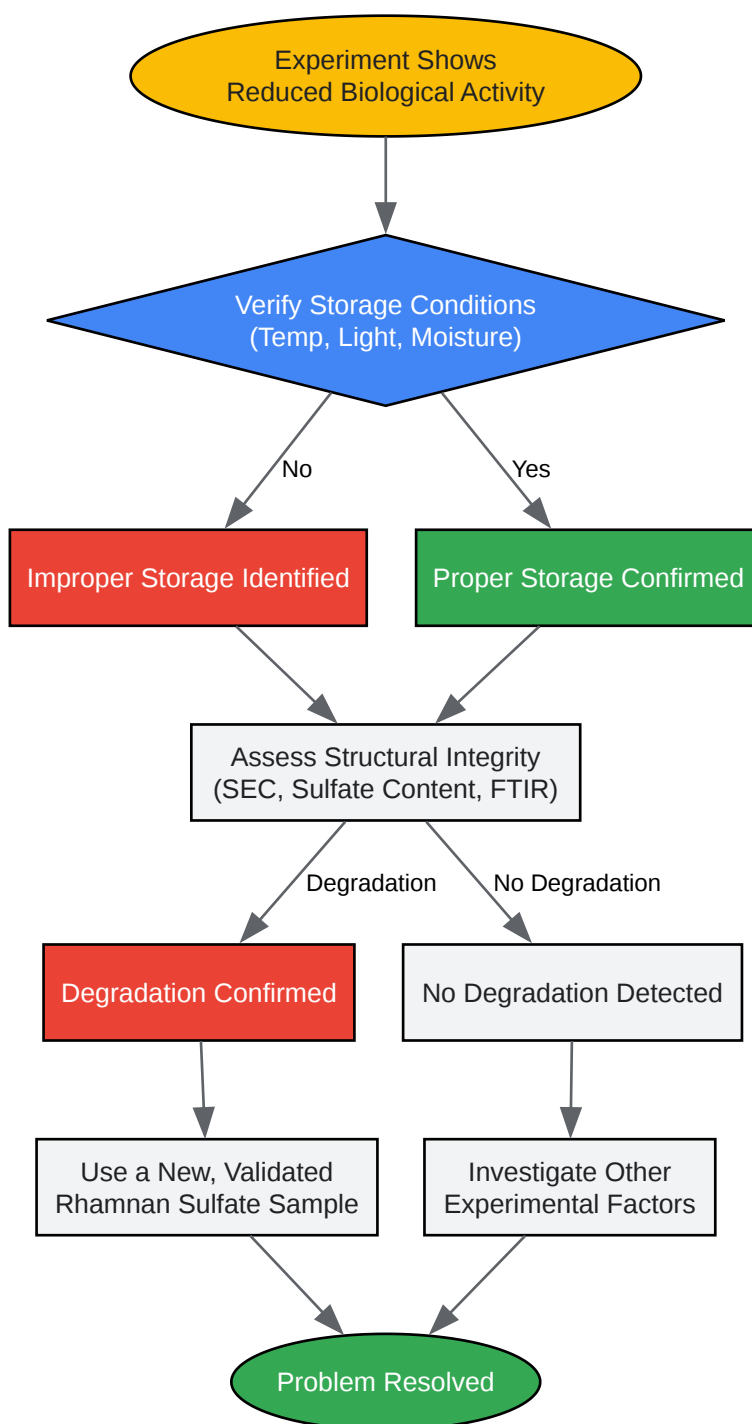 Experiment Shows
Reduced Biological Activity
Verify Storage Conditions
(Temp, Light, Moisture)
No
Yes
Improper Storage Identified
Proper Storage Confirmed
Assess Structural Integrity
(SEC, Sulfate Content, FTIR)
Degradation
No Degradation
Degradation Confirmed
No Degradation Detected
Use a New, Validated
Rhamnan Sulfate Sample
Investigate Other
Experimental Factors
Problem Resolved